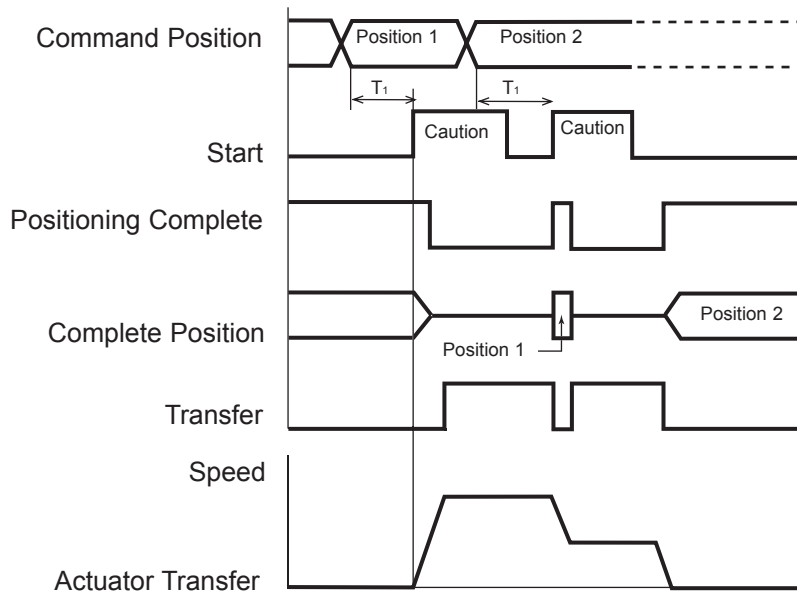 Command Position
Position 1
Position 2
T1
T1
Caution
Caution
Start
Positioning Complete
Complete Position
Position 2
Position 1
Transfer
Speed
Actuator Transfer